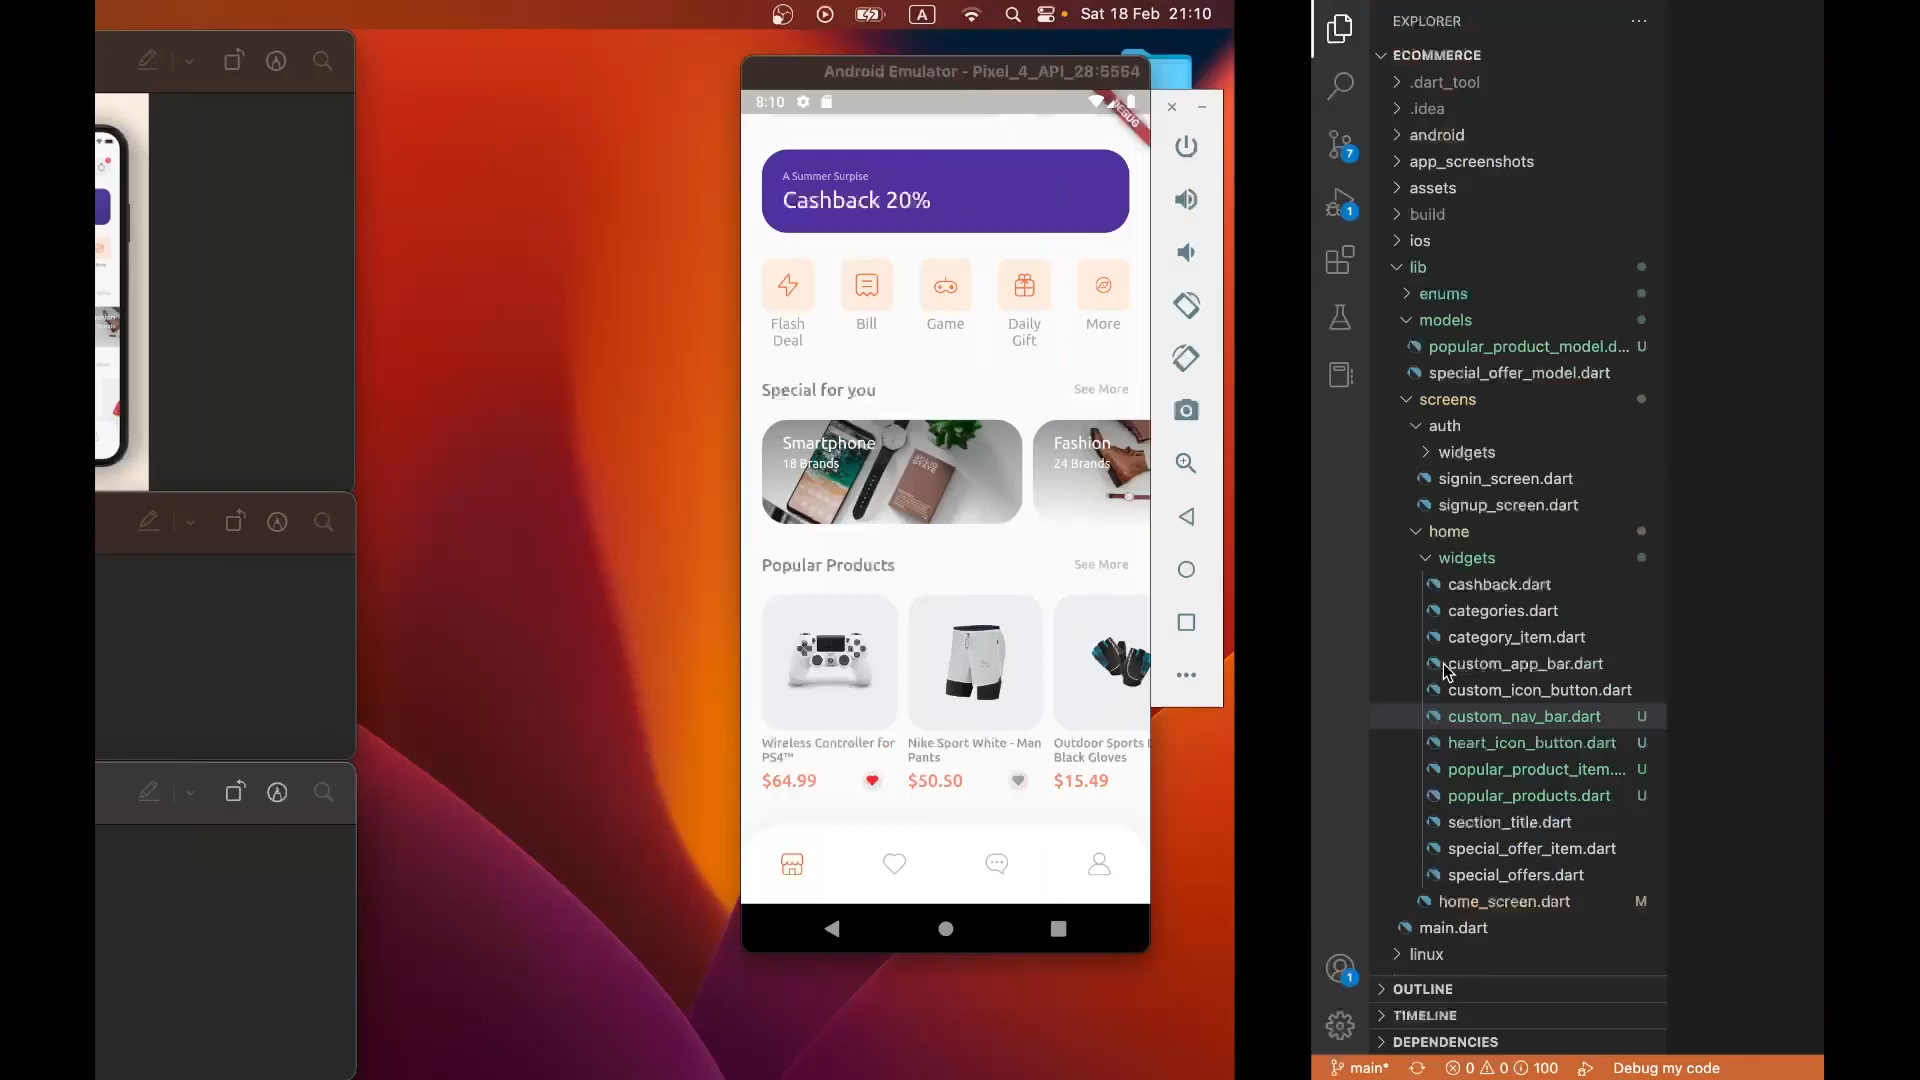 A
Sat 18 Feb 21:10
Android Emulator - Pixel_4_API_28:5554
8:10
DEBUG
A Summer Surpise
Cashback 20%
Flash
Deal
Bill
Game
Daily
Gift
More
Special for you
See More
Smartphone
18 Brands
Fashion
24 Brands
Popular Products
See More
Wireless Controller for
PS4™
$64.99
Nike Sport White - Man
Pants
$50.50
Outdoor Sports
Black Gloves
$15.49
EXPLORER
ECOMMERCE
.dart_tool
.idea
android
app_screenshots
assets
build
ios
lib
enums
models
popular_product_model.d... U
special_offer_model.dart
screens
auth
widgets
signin_screen.dart
signup_screen.dart
home
widgets
cashback.dart
categories.dart
category_item.dart
custom_app_bar.dart
custom_icon_button.dart
custom_nav_bar.dart U
heart_icon_button.dart U
popular_product_item.... U
popular_products.dart U
section_title.dart
special_offer_item.dart
special_offers.dart
home_screen.dart M
main.dart
linux
OUTLINE
TIMELINE
DEPENDENCIES
7
1
1
main* 0 0 100 Debug my code